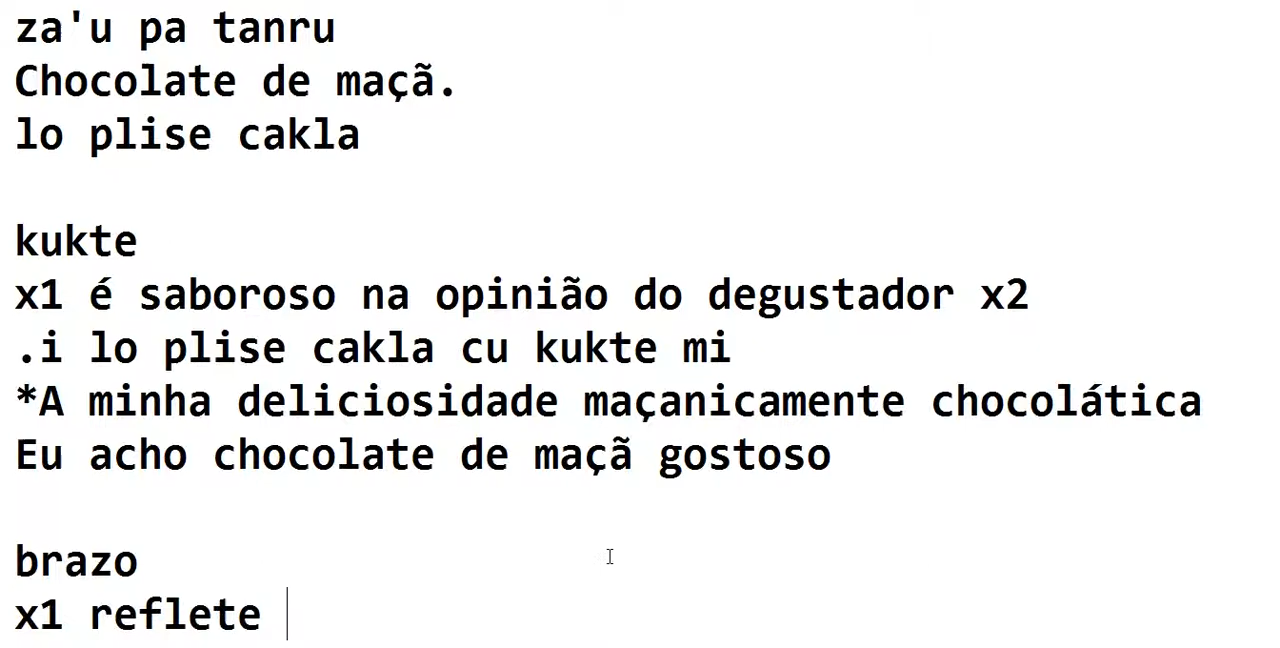 za'u pa tanru
Chocolate de maçã.
lo plise cakla
kukte
x1 é saboroso na opinião do degustador x2
.i lo plise cakla cu kukte mi
*A minha deliciosidade maçanicamente chocolática
Eu acho chocolate de maçã gostoso
brazo
x1 reflete